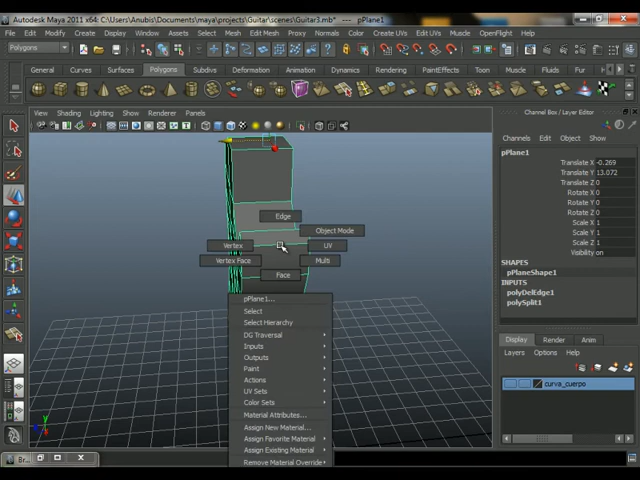 Autodesk Maya 2011 x64: C:\Users\Anubis\Documents\maya\projects\Guitar\scenes\Guitar3.mb* --- pPlane1
File Edit Modify Create Display Window Assets Select Mesh Edit Mesh Proxy Normals Color Create UVs Edit UVs Muscle OpenFlight Help
Polygons
General Curves Surfaces Polygons Subdivs Deformation Animation Dynamics Rendering PaintEffects Toon Muscle Fluids Fur
View Shading Lighting Show Renderer Panels
Channel Box / Layer Editor
Channels Edit Object Show
pPlane1
Translate X -0.269
Translate Y 13.072
Translate Z 0
Rotate X 0
Rotate Y 0
Rotate Z 0
Scale X 1
Scale Y 1
Scale Z 1
Visibility on
SHAPES
pPlaneShape1
INPUTS
polyDelEdge1
polySplit1
Edge
Object Mode
Vertex
UV
Vertex Face
Multi
Face
pPlane1...
Select
Select Hierarchy
DG Traversal
Inputs
Outputs
Paint
Actions
UV Sets
Color Sets
Material Attributes...
Assign New Material...
Assign Favorite Material
Assign Existing Material
Remove Material Override
Display Render Anim
Layers Options Help
curva_cuerpo
y